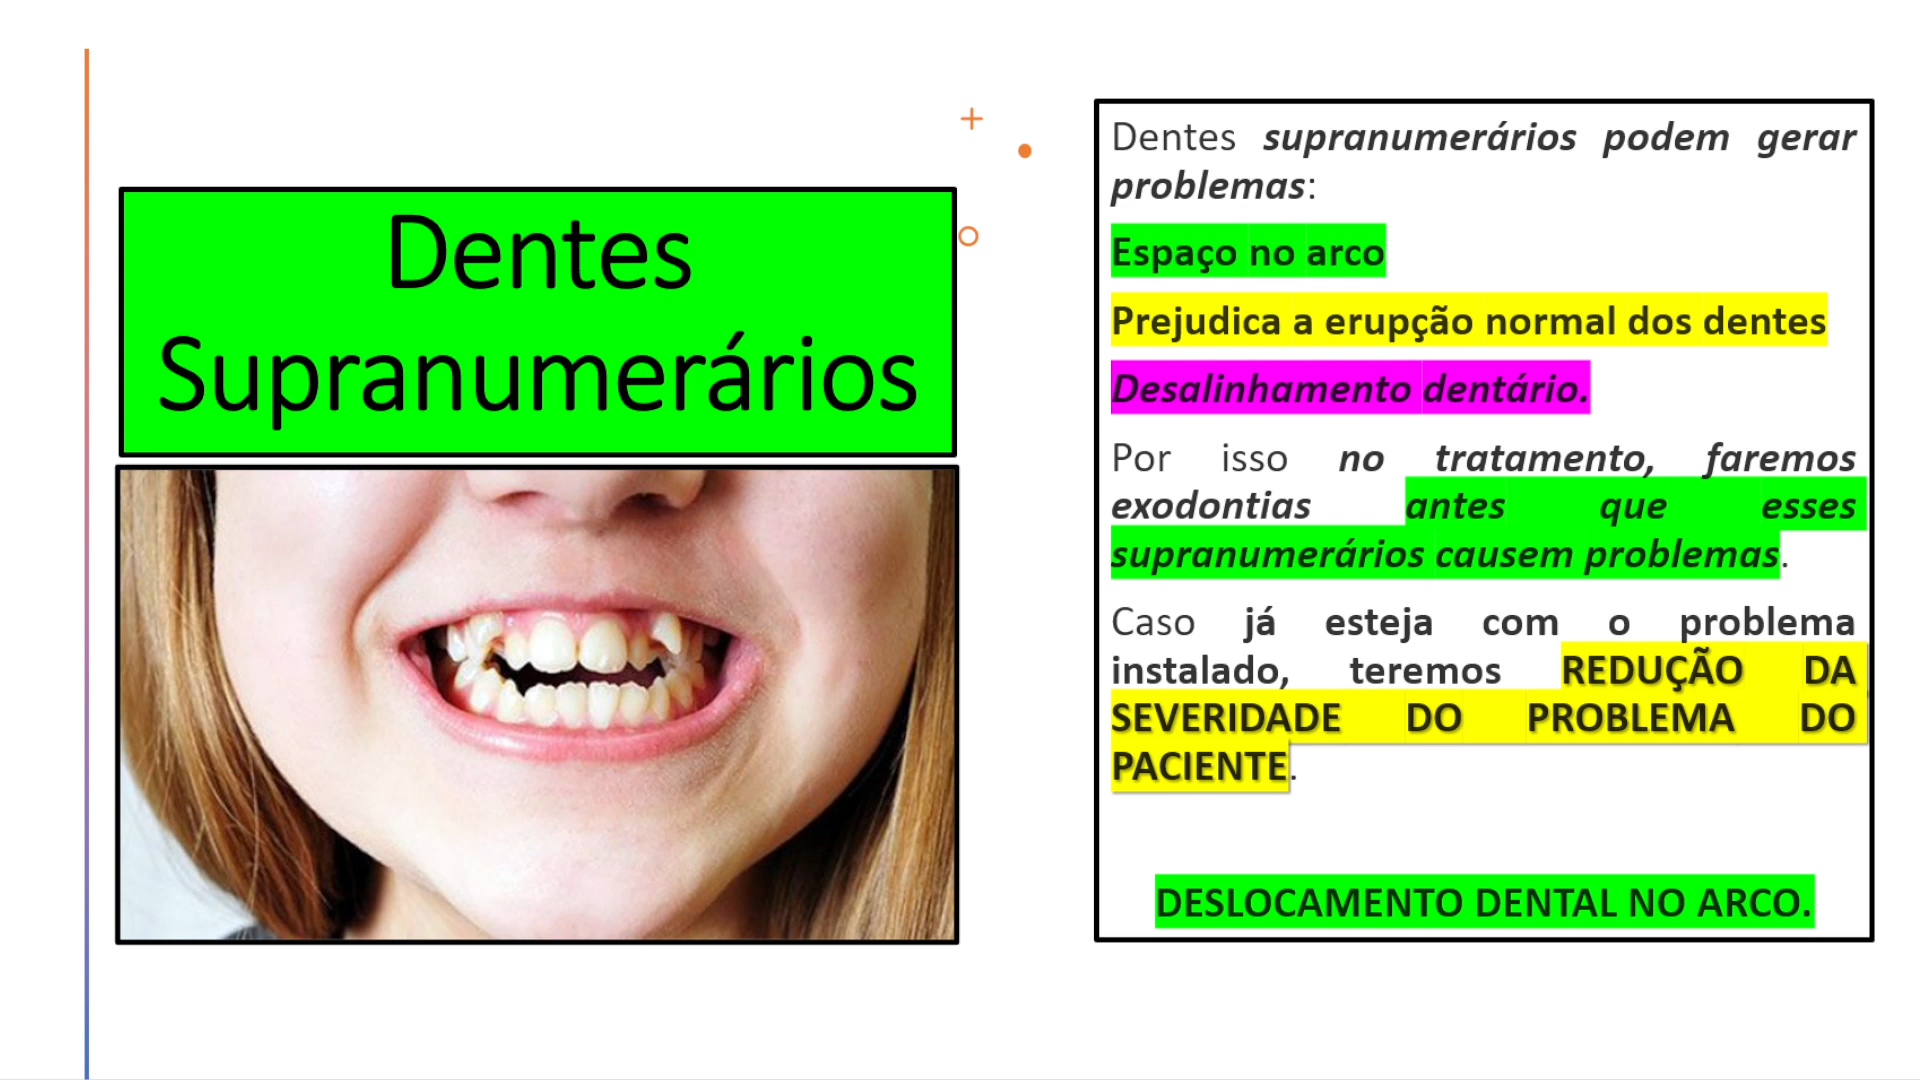 Dentes
Supranumerários
Dentes supranumerários podem gerar
problemas:
Espaço no arco
Prejudica a erupção normal dos dentes
Desalinhamento dentário.
Por isso no tratamento, faremos
exodontias antes que esses
supranumerários causem problemas.
Caso já esteja com o problema
instalado, teremos REDUÇÃO DA
SEVERIDADE DO PROBLEMA DO
PACIENTE.
DESLOCAMENTO DENTAL NO ARCO.